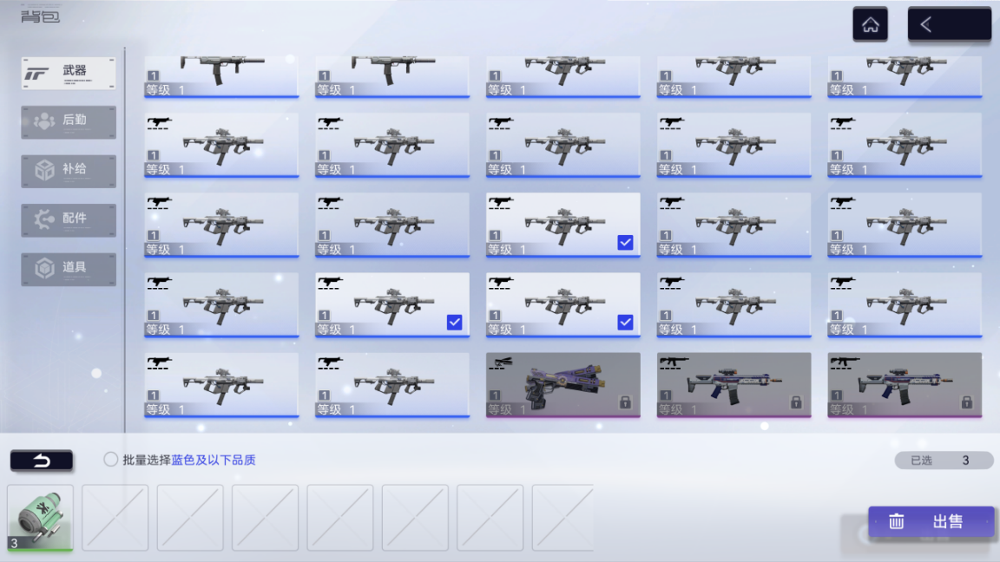 背包
武器
后勤
补给
配件
道具
1 1 1 1 1
等级 1 等级 1 等级 1 等级 1 等级 1
1 1 1 1 1
等级 1 等级 1 等级 1 等级 1 等级 1
1 1 1 1 1
等级 1 等级 1 等级 1 等级 1 等级 1
1 1 1 1 1
等级 1 等级 1 等级 1 等级 1 等级 1
1 1 1 1 1
等级 1 等级 1 等级 1 等级 1 等级 1
批量选择蓝色及以下品质
已选 3
3
出售